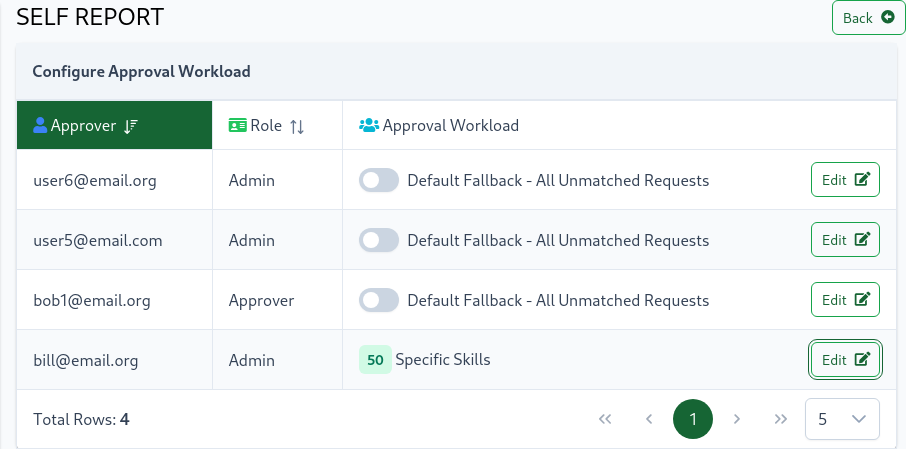 SELF REPORT
Back
Configure Approval Workload
Approver Role Approval Workload
user6@email.org Admin Default Fallback - All Unmatched Requests Edit
user5@email.com Admin Default Fallback - All Unmatched Requests Edit
bob1@email.org Approver Default Fallback - All Unmatched Requests Edit
bill@email.org Admin 50 Specific Skills Edit
Total Rows: 4 1 5